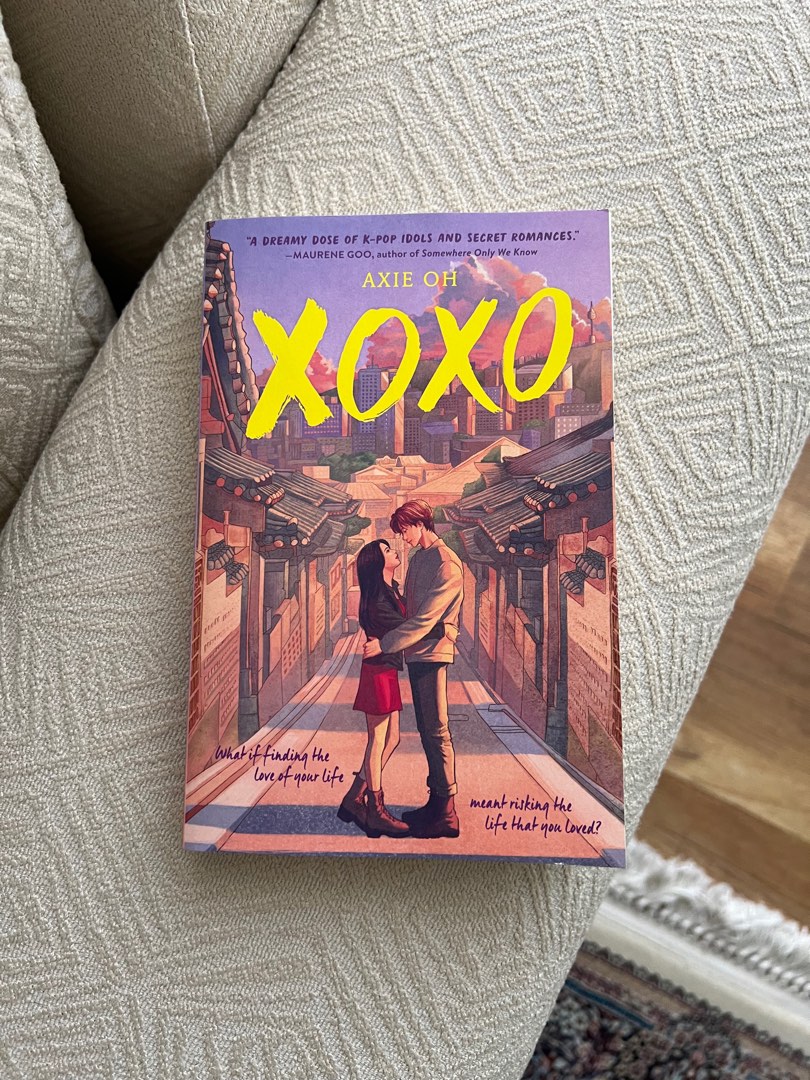 "A DREAMY DOSE OF K-POP IDOLS AND SECRET ROMANCES."
—MAURENE GOO, author of Somewhere Only We Know
AXIE OH
XOXO
What if finding the
love of your life
meant risking the
life that you loved?